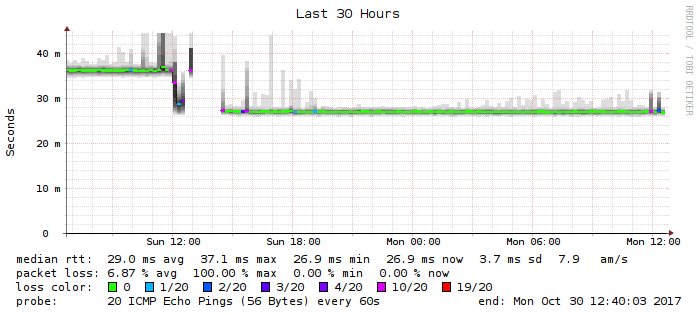 Last 30 Hours
RRDTOOL / TOBI OETIKER
Seconds
40 m
30 m
20 m
10 m
0
Sun 12:00 Sun 18:00 Mon 00:00 Mon 06:00 Mon 12:00
median rtt: 29.0 ms avg 37.1 ms max 26.9 ms min 26.9 ms now 3.7 ms sd 7.9 am/s
packet loss: 6.87 % avg 100.00 % max 0.00 % min 0.00 % now
loss color: 0 1/20 2/20 3/20 4/20 10/20 19/20
probe: 20 ICMP Echo Pings (56 Bytes) every 60s end: Mon Oct 30 12:40:03 2017